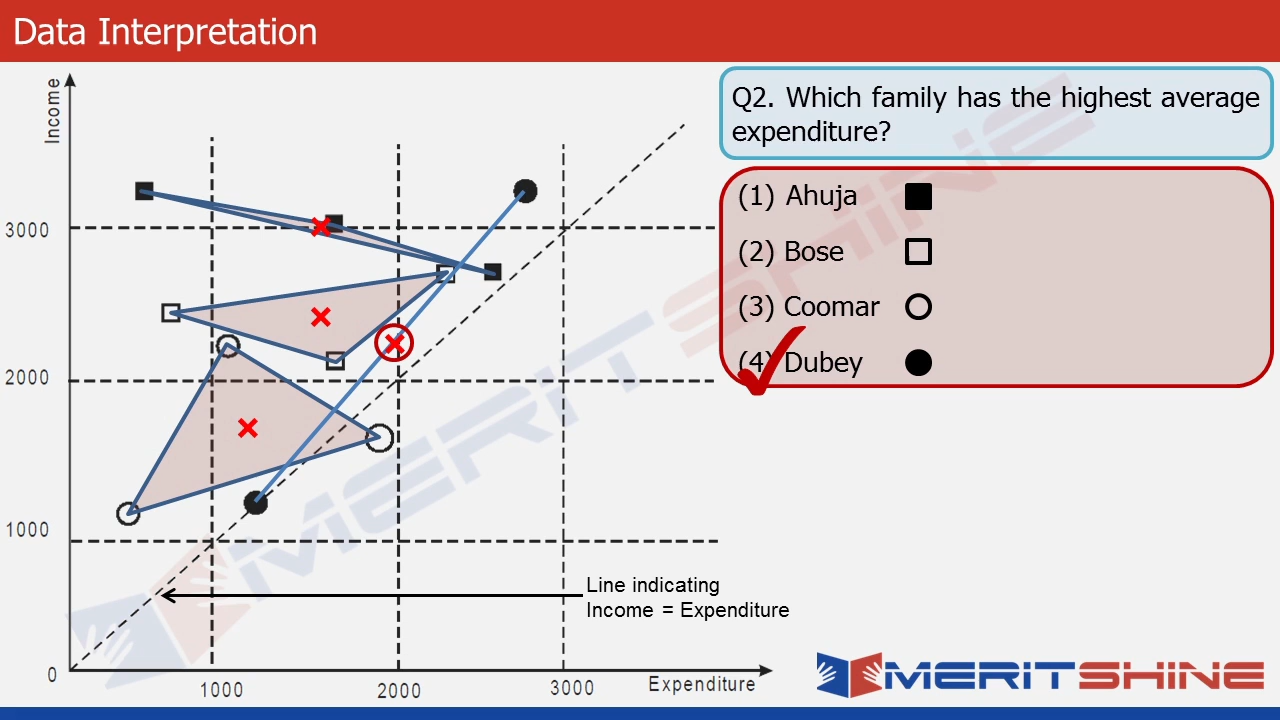 Data Interpretation
Q2. Which family has the highest average
expenditure?
(1) Ahuja
(2) Bose
(3) Coomar
(4) Dubey
Income
3000
2000
1000
0
1000
2000
3000
Expenditure
Line indicating
Income = Expenditure
MERITSHINE
MERITSHINE